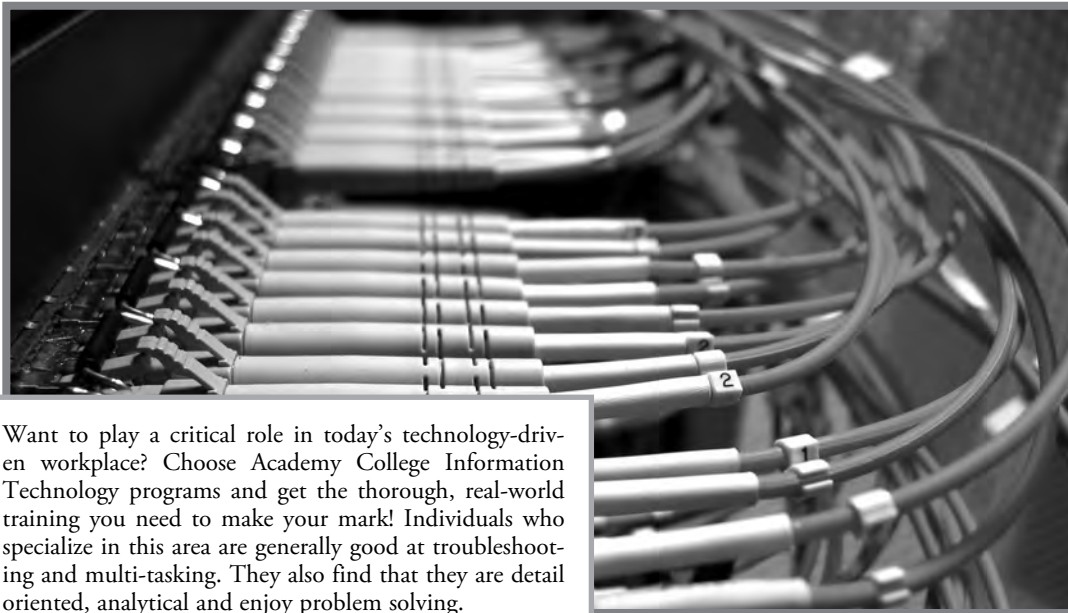 2
2
1
Want to play a critical role in today's technology-driv-
en workplace? Choose Academy College Information
Technology programs and get the thorough, real-world
training you need to make your mark! Individuals who
specialize in this area are generally good at troubleshoot-
ing and multi-tasking. They also find that they are detail
oriented, analytical and enjoy problem solving.